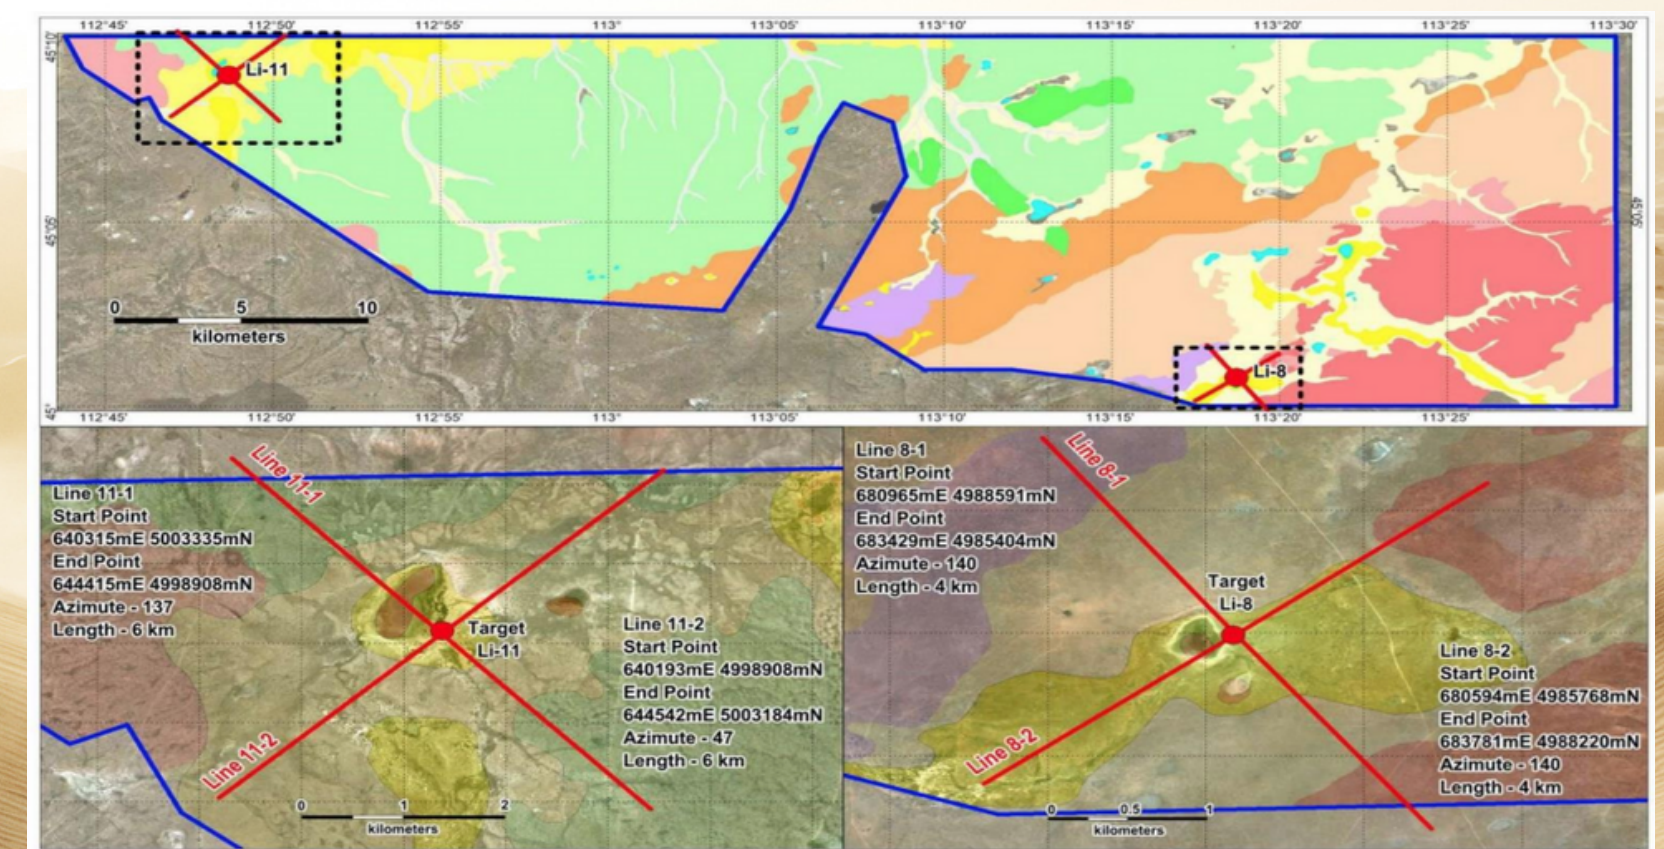 112°45' 112°50' 112°55' 113° 113°05' 113°10' 113°15' 113°20' 113°25' 113°30'
45°10'
Li-11
45°05'
45°05'
0 5 10
kilometers
Li-8
45°
112°45' 112°50' 112°55' 113° 113°05' 113°10' 113°15' 113°20' 113°25'
Line 11-1
Line 11-1
Start Point
640315mE 5003335mN
End Point
644415mE 4998908mN
Azimute - 137
Length - 6 km
Target
Li-11
Line 11-2
Start Point
640193mE 4998908mN
End Point
644542mE 5003184mN
Azimute - 47
Length - 6 km
Line 11-2
0 1 2
kilometers
Line 8-1
Start Point
680965mE 4988591mN
End Point
683429mE 4985404mN
Azimute - 140
Length - 4 km
Line 8-1
Target
Li-8
Line 8-2
Start Point
680594mE 4985768mN
End Point
683781mE 4988220mN
Azimute - 140
Length - 4 km
Line 8-2
0 0.5 1
kilometers